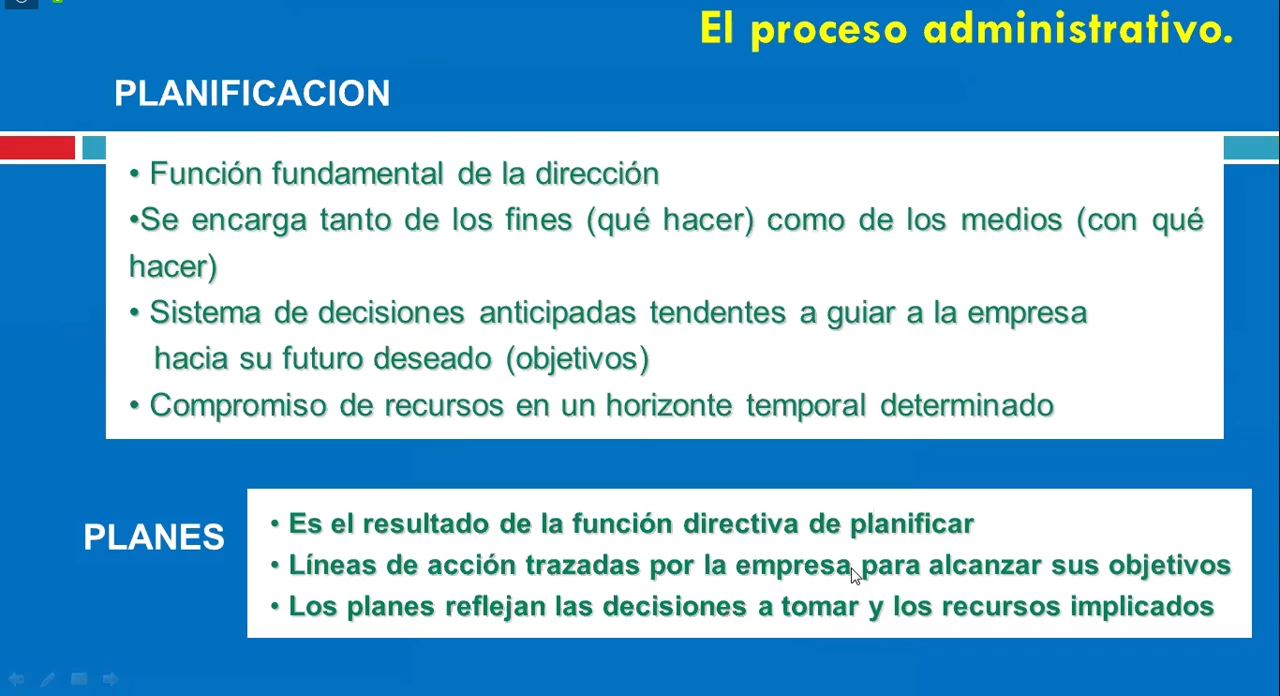 El proceso administrativo.
PLANIFICACION
• Función fundamental de la dirección
•Se encarga tanto de los fines (qué hacer) como de los medios (con qué
hacer)
• Sistema de decisiones anticipadas tendentes a guiar a la empresa
hacia su futuro deseado (objetivos)
• Compromiso de recursos en un horizonte temporal determinado
PLANES
• Es el resultado de la función directiva de planificar
• Líneas de acción trazadas por la empresa para alcanzar sus objetivos
• Los planes reflejan las decisiones a tomar y los recursos implicados